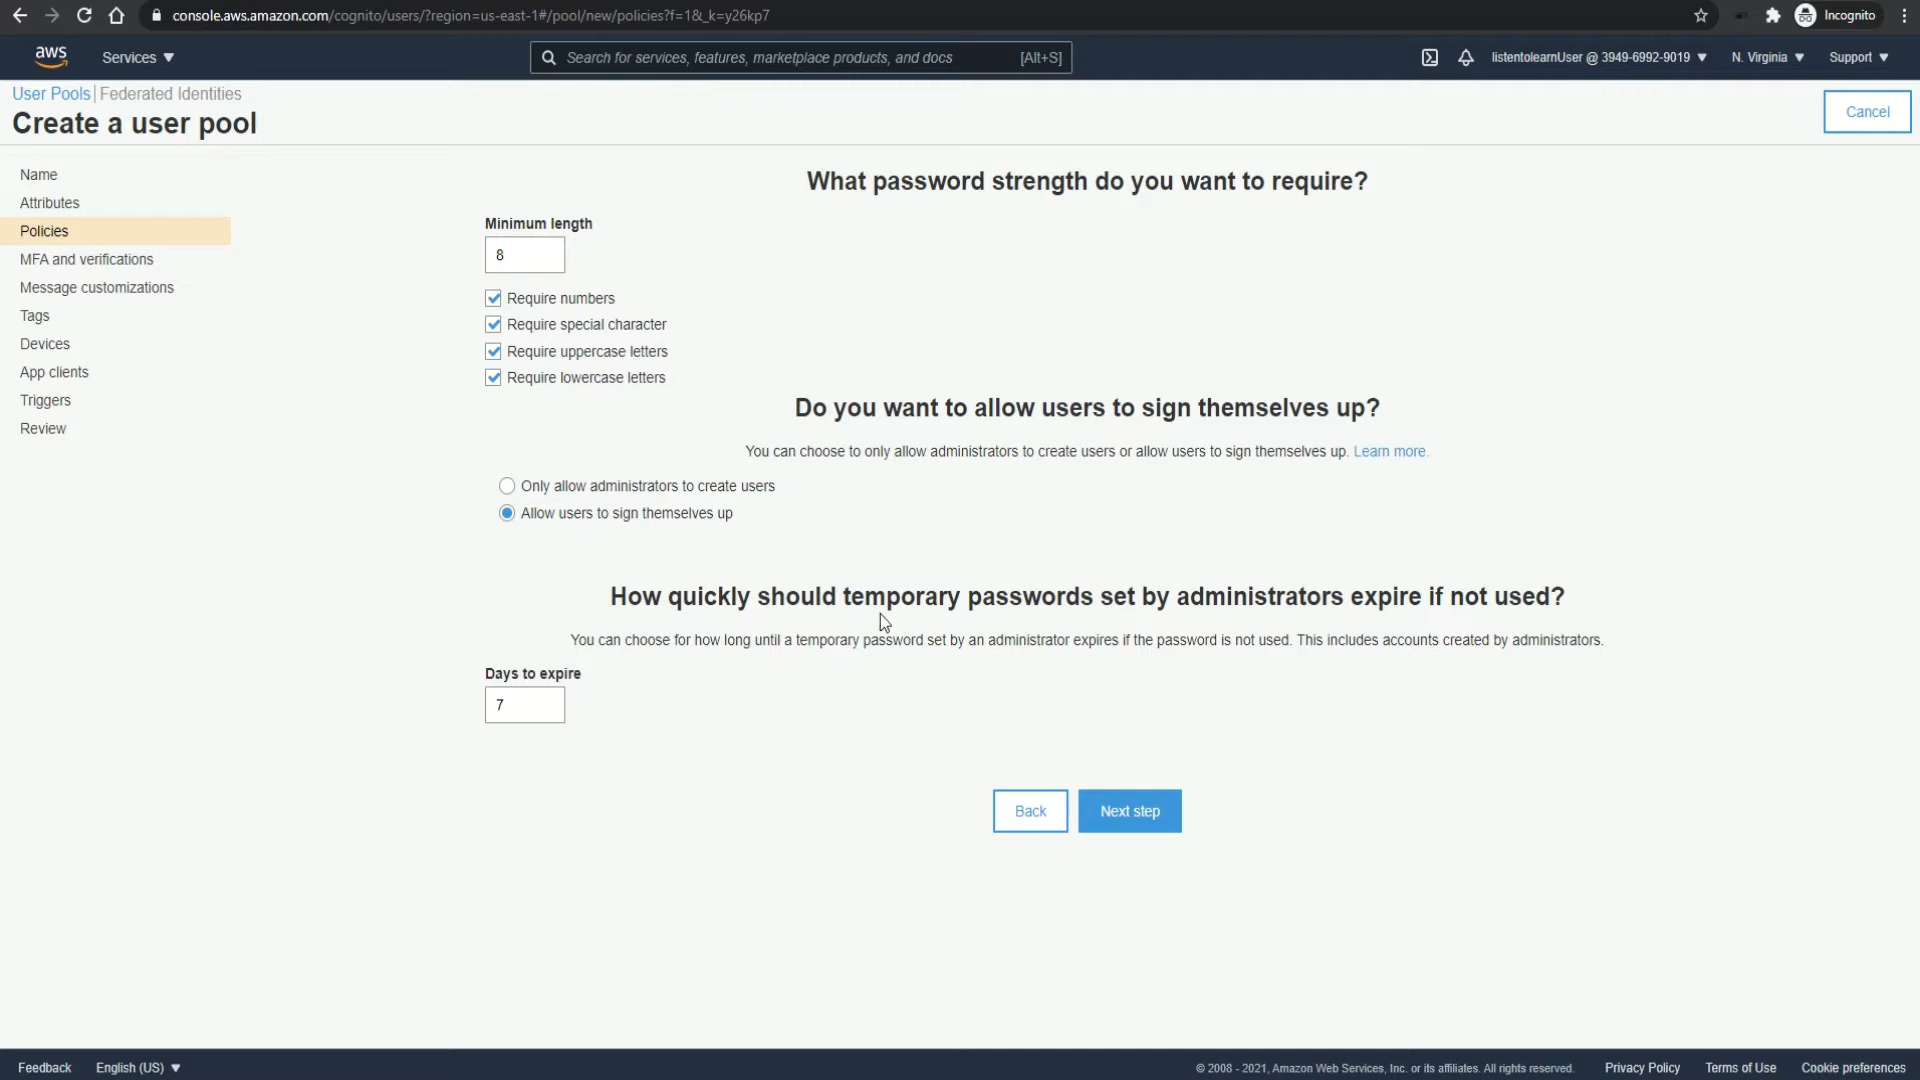 console.aws.amazon.com/cognito/users/?region=us-east-1#/pool/new/policies?f=1&_k=y26kp7
Incognito
aws
Services
Search for services, features, marketplace products, and docs
[Alt+S]
listentolearnUser @ 3949-6992-9019
N. Virginia
Support
User Pools | Federated Identities
Create a user pool
Cancel
Name
Attributes
Policies
MFA and verifications
Message customizations
Tags
Devices
App clients
Triggers
Review
What password strength do you want to require?
Minimum length
8
Require numbers
Require special character
Require uppercase letters
Require lowercase letters
Do you want to allow users to sign themselves up?
You can choose to only allow administrators to create users or allow users to sign themselves up. Learn more.
Only allow administrators to create users
Allow users to sign themselves up
How quickly should temporary passwords set by administrators expire if not used?
You can choose for how long until a temporary password set by an administrator expires if the password is not used. This includes accounts created by administrators.
Days to expire
7
Back
Next step
Feedback
English (US)
© 2008 - 2021, Amazon Web Services, Inc. or its affiliates. All rights reserved.
Privacy Policy
Terms of Use
Cookie preferences